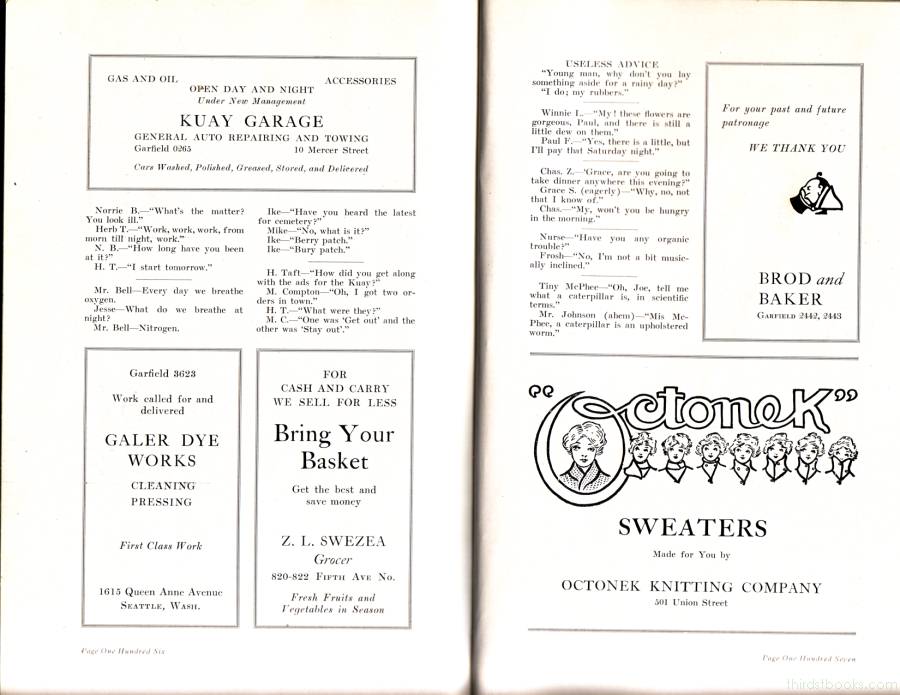 GAS AND OIL
ACCESSORIES
OPEN DAY AND NIGHT
Under New Management
KUAY GARAGE
GENERAL AUTO REPAIRING AND TOWING
Garfield 0265
10 Mercer Street
Cars Washed, Polished, Greased, Stored, and Delivered
Norrie B.—"What's the matter?
You look ill."
Herb T.—"Work, work, work, from
morn till night, work."
N. B.—"How long have you been
at it?"
H. T.—"I start tomorrow."
Mr. Bell—Every day we breathe
oxygen.
Jesse—What do we breathe at
night?
Mr. Bell—Nitrogen.
Ike—"Have you heard the latest
for cemetery?"
Mike—"No, what is it?"
Ike—"Berry patch."
Ike—"Bury patch."
H. Taft—"How did you get along
with the ads for the Kuay?"
M. Compton—"Oh, I got two or-
ders in town."
H. T.—"What were they?"
M. C.—"One was 'Get out' and the
other was 'Stay out'."
Garfield 3623
Work called for and
delivered
GALER DYE
WORKS
CLEANING
PRESSING
First Class Work
1615 Queen Anne Avenue
Seattle, Wash.
FOR
CASH AND CARRY
WE SELL FOR LESS
Bring Your
Basket
Get the best and
save money
Z. L. SWEZEA
Grocer
820-822 Fifth Ave No.
Fresh Fruits and
Vegetables in Season
Page One Hundred Six
USELESS ADVICE
"Young man, why don't you lay
something aside for a rainy day?"
"I do; my rubbers."
Winnie L.—"My! these flowers are
gorgeous, Paul, and there is still a
little dew on them."
Paul F.—"Yes, there is a little, but
I'll pay that Saturday night."
Chas. Z.—'Grace, are you going to
take dinner anywhere this evening?"
Grace S. (eagerly)—"Why, no, not
that I know of."
Chas.—"My, won't you be hungry
in the morning."
Nurse—"Have you any organic
trouble?"
Frosh—"No, I'm not a bit music-
ally inclined."
Tiny McPhee—"Oh, Joe, tell me
what a caterpillar is, in scientific
terms."
Mr. Johnson (ahem)—"Mis Mc-
Phee, a caterpillar is an upholstered
worm."
For your past and future
patronage
WE THANK YOU
BROD and
BAKER
Garfield 2442, 2443
"Octonek"
SWEATERS
Made for You by
OCTONEK KNITTING COMPANY
501 Union Street
Page One Hundred Seven
thirdstbooks.com